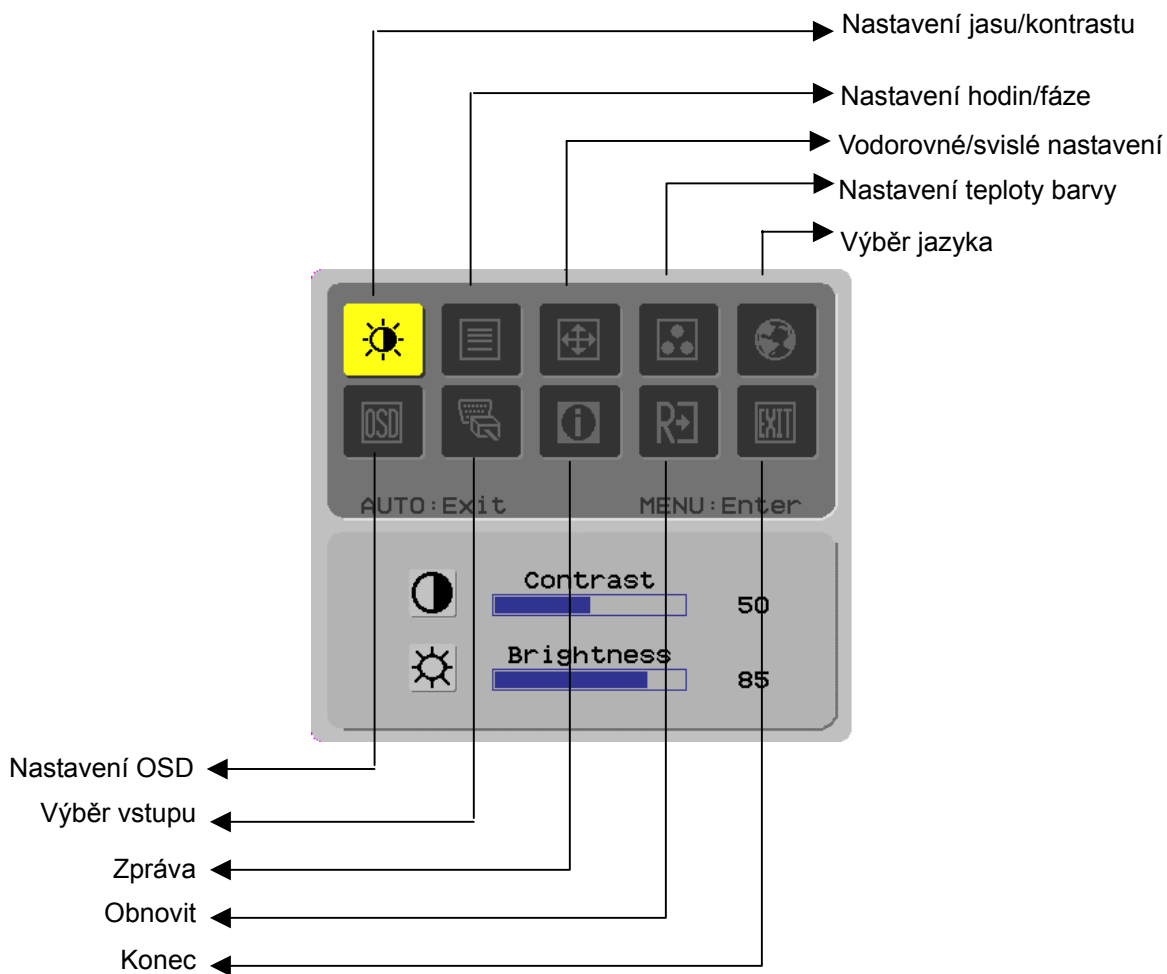 Nastavení jasu/kontrastu
Nastavení hodin/fáze
Vodorovné/svislé nastavení
Nastavení teploty barvy
Výběr jazyka
OSD
i
R
EXIT
AUTO:Exit MENU:Enter
Contrast
50
Brightness
85
Nastavení OSD
Výběr vstupu
Zpráva
Obnovit
Konec